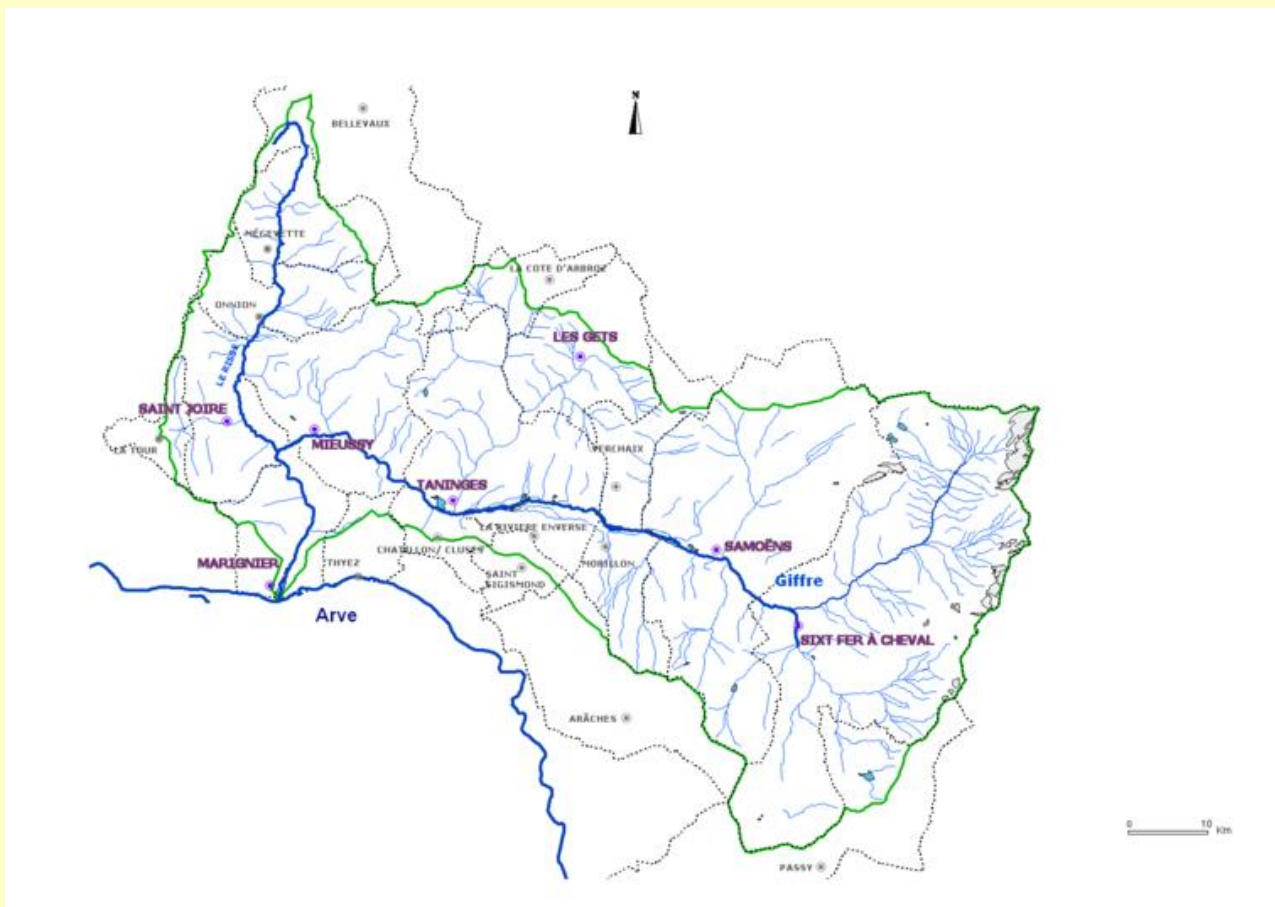 N
BELLEVAUX
MÉGEVETTE
LA COTE D'ARBROZ
ONNION
LES GETS
LE RISSE
SAINT JOIRE
LA TOUR
MIEUSSY
VERCHAIX
TANINGES
LA RIVIERE ENVERSE
CHATILLON/ CLUSES
SAMOËNS
MORILLON
MARIGNIER
THYEZ
SAINT
SIGISMOND
Giffre
Arve
SIXT FER À CHEVAL
ARÂCHES
0 10
Km
PASSY